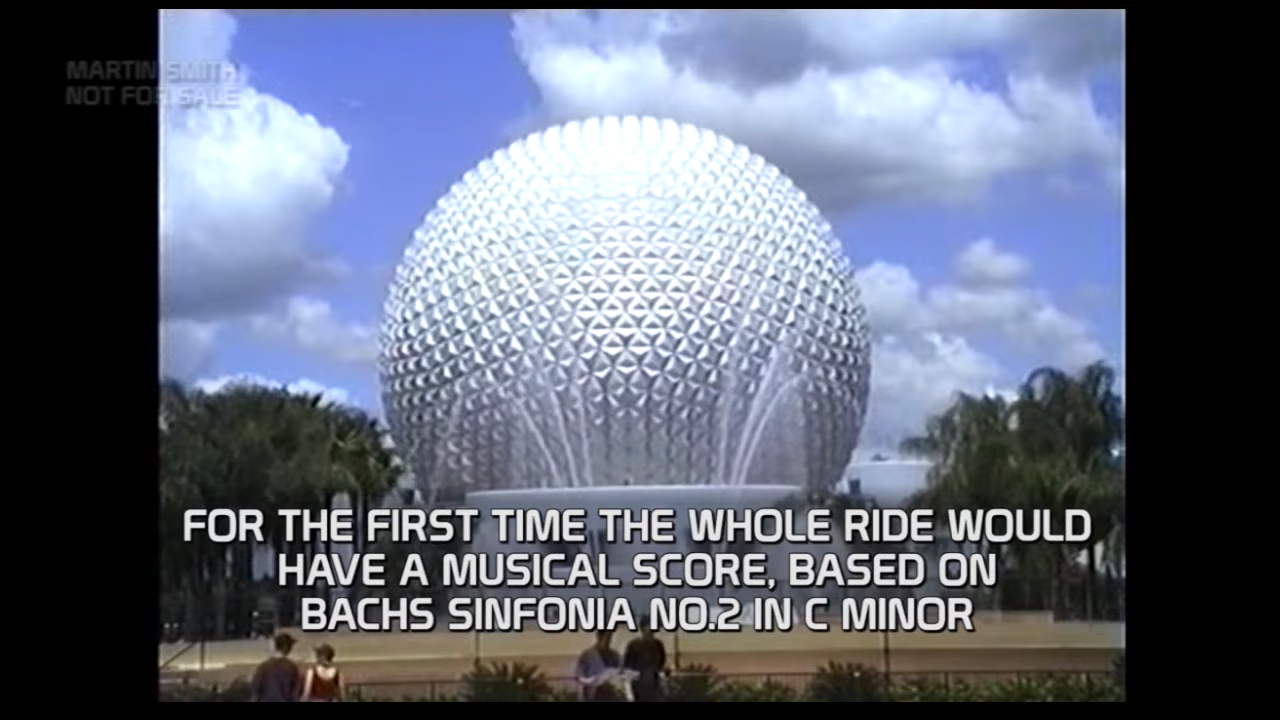 MARTIN SMITH
NOT FOR SALE
FOR THE FIRST TIME THE WHOLE RIDE WOULD
HAVE A MUSICAL SCORE, BASED ON
BACHS SINFONIA NO.2 IN C MINOR